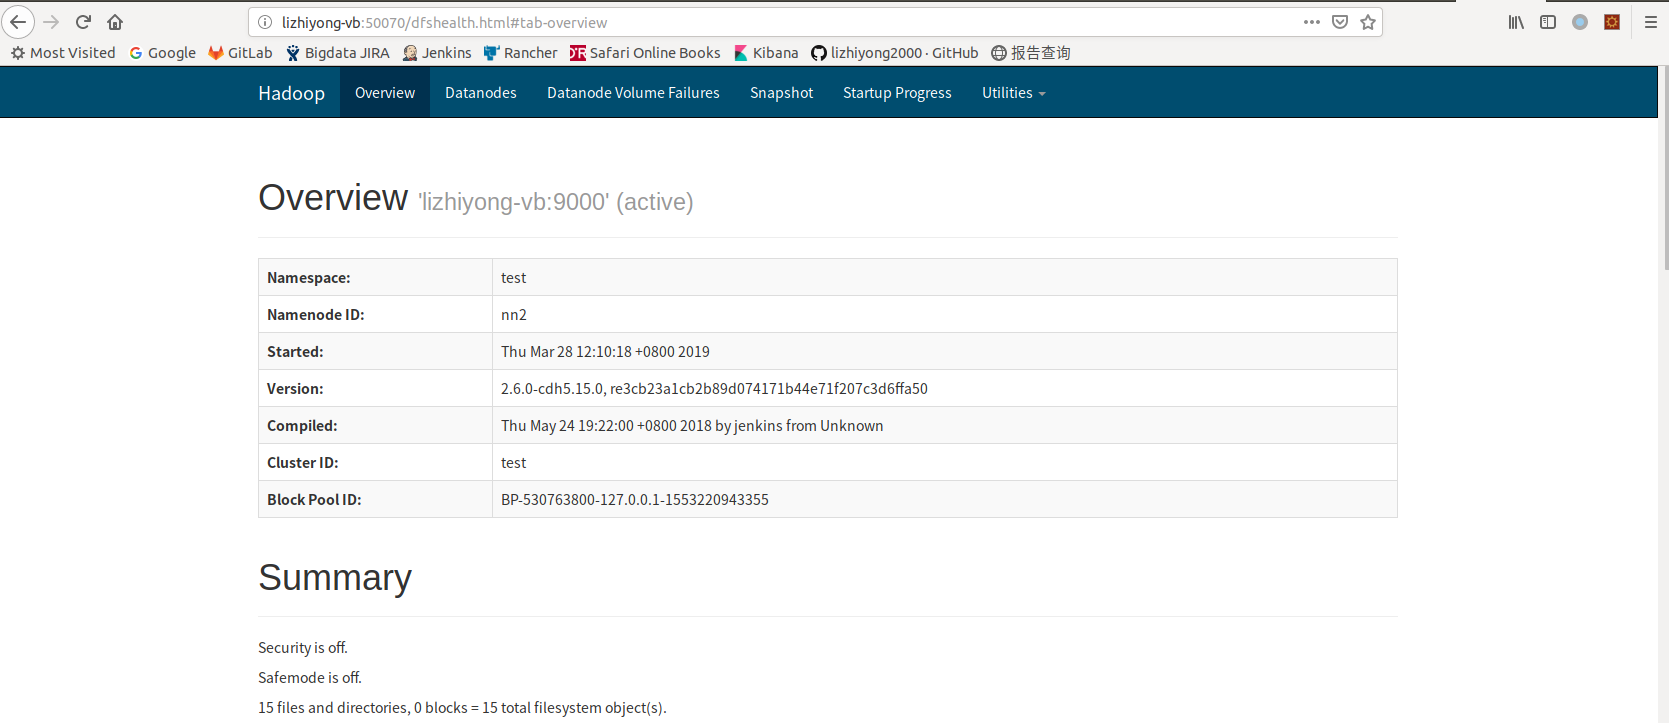 lizhiyong-vb:50070/dfshealth.html#tab-overview
Most Visited Google GitLab Bigdata JIRA Jenkins Rancher Safari Online Books Kibana lizhiyong2000 · GitHub 报告查询
Hadoop Overview Datanodes Datanode Volume Failures Snapshot Startup Progress Utilities
Overview 'lizhiyong-vb:9000' (active)
Namespace: test
Namenode ID: nn2
Started: Thu Mar 28 12:10:18 +0800 2019
Version: 2.6.0-cdh5.15.0, re3cb23a1cb2b89d074171b44e71f207c3d6ffa50
Compiled: Thu May 24 19:22:00 +0800 2018 by jenkins from Unknown
Cluster ID: test
Block Pool ID: BP-530763800-127.0.0.1-1553220943355
Summary
Security is off.
Safemode is off.
15 files and directories, 0 blocks = 15 total filesystem object(s).